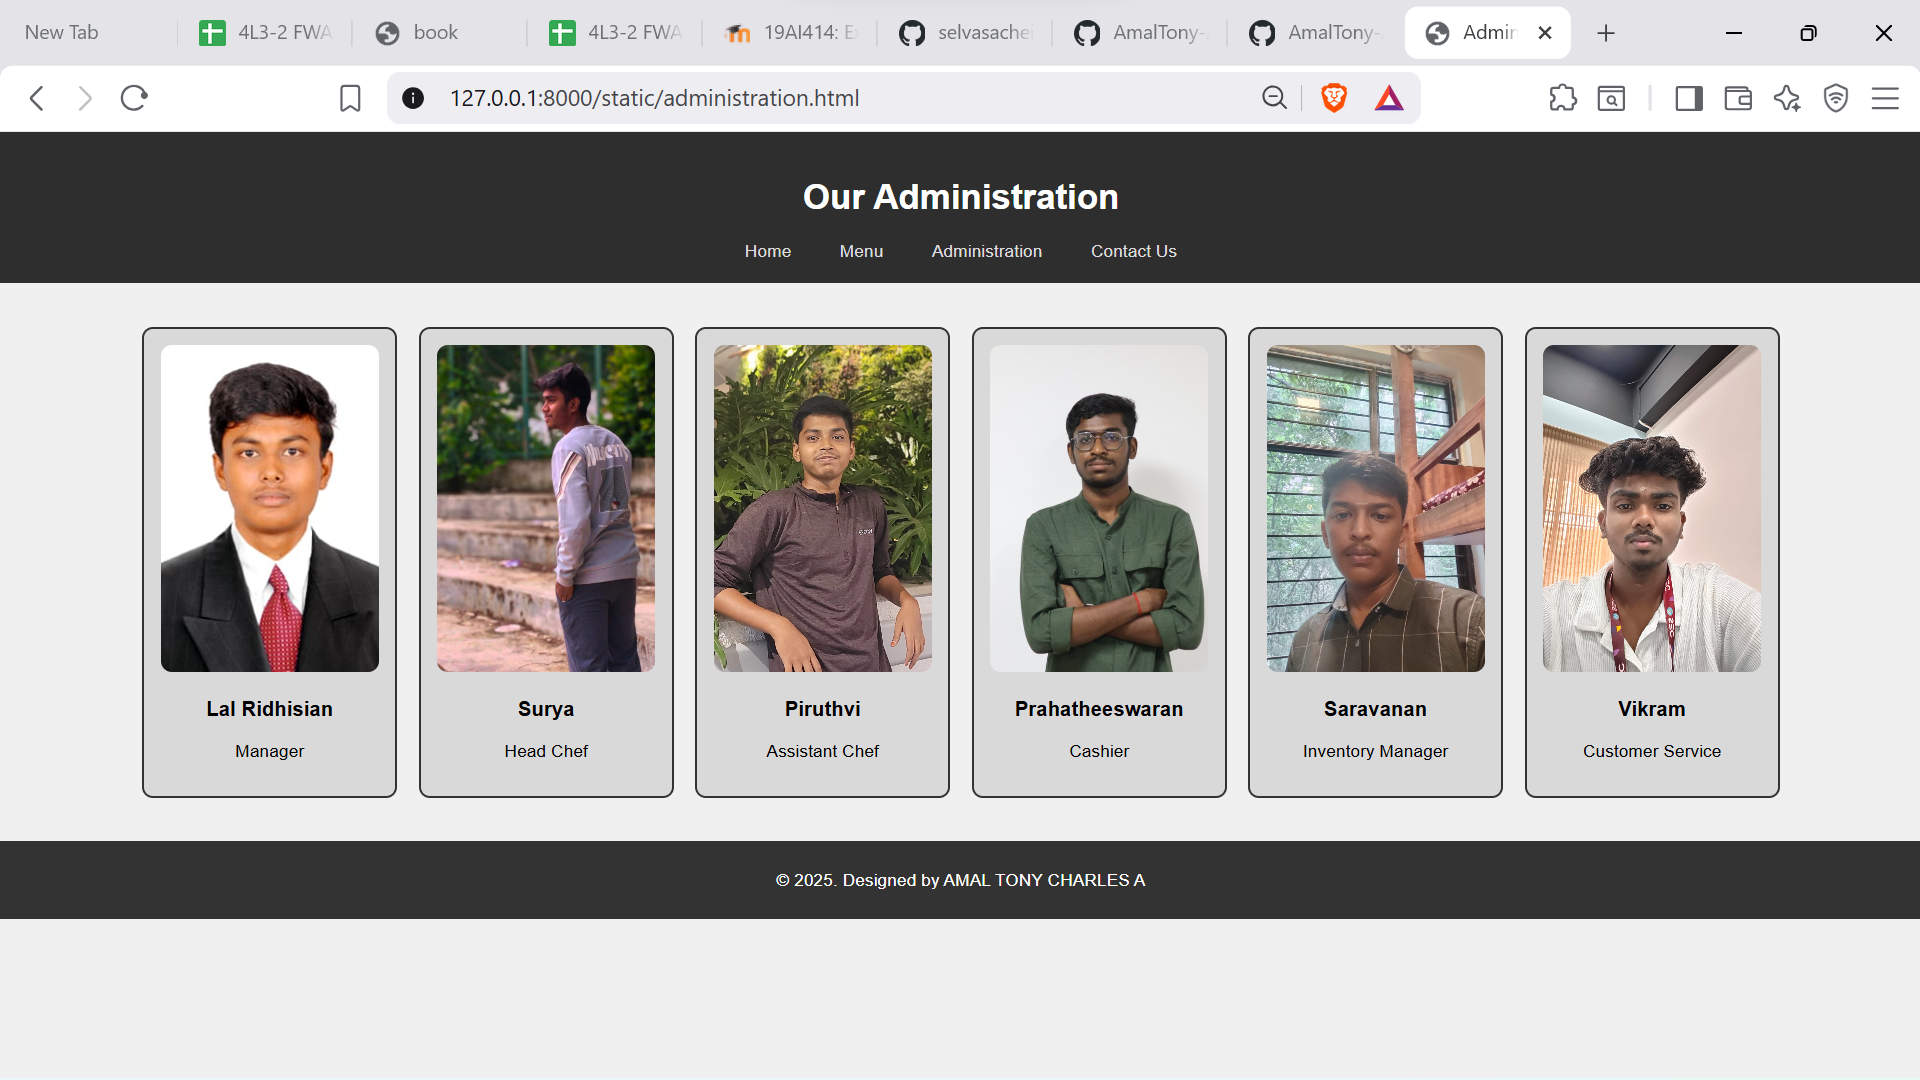 New Tab
4L3-2 FWA
book
4L3-2 FWA
19AI414: E
selvasache
AmalTony-
AmalTony-
Admin
127.0.0.1:8000/static/administration.html
Our Administration
Home Menu Administration Contact Us
Lal Ridhisian
Manager
Surya
Head Chef
Piruthvi
Assistant Chef
Prahatheeswaran
Cashier
Saravanan
Inventory Manager
Vikram
Customer Service
© 2025. Designed by AMAL TONY CHARLES A